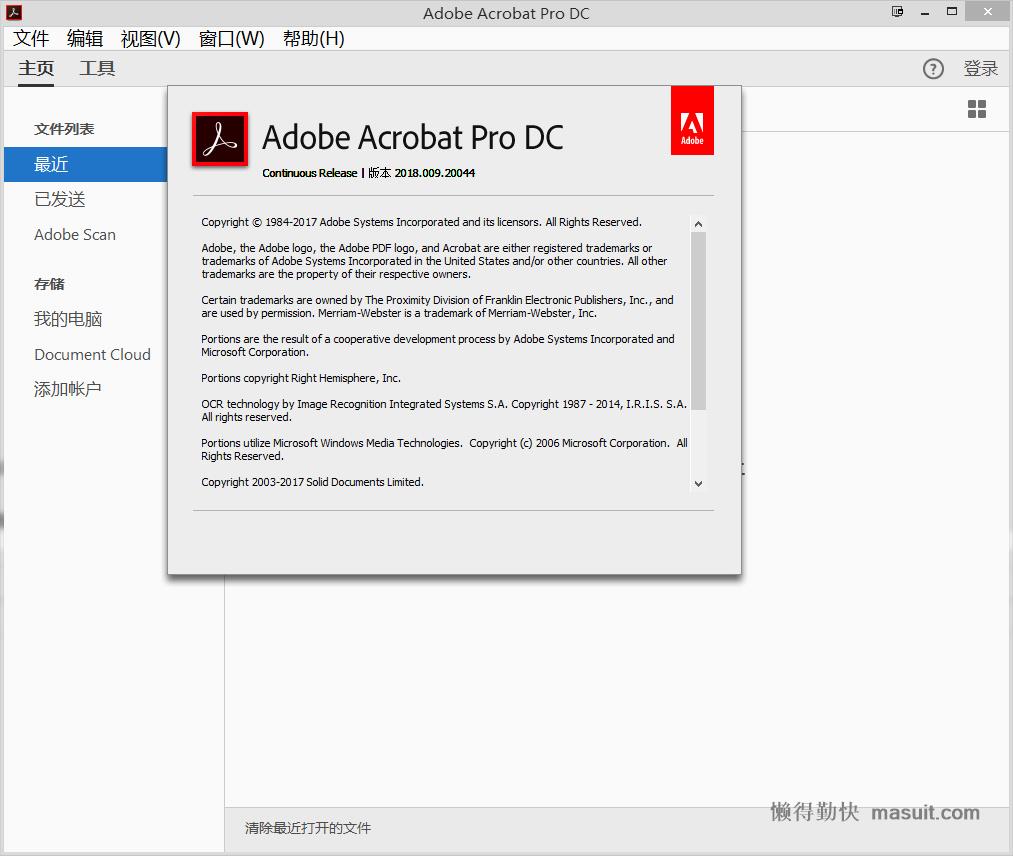 Adobe Acrobat Pro DC
文件 编辑 视图(V) 窗口(W) 帮助(H)
主页 工具
? 登录
文件列表
最近
已发送
Adobe Scan
存储
我的电脑
Document Cloud
添加帐户
Adobe Acrobat Pro DC
Adobe
Continuous Release | 版本 2018.009.20044
Copyright © 1984-2017 Adobe Systems Incorporated and its licensors. All Rights Reserved.
Adobe, the Adobe logo, the Adobe PDF logo, and Acrobat are either registered trademarks or
trademarks of Adobe Systems Incorporated in the United States and/or other countries. All other
trademarks are the property of their respective owners.
Certain trademarks are owned by The Proximity Division of Franklin Electronic Publishers, Inc., and
are used by permission. Merriam-Webster is a trademark of Merriam-Webster, Inc.
Portions are the result of a cooperative development process by Adobe Systems Incorporated and
Microsoft Corporation.
Portions copyright Right Hemisphere, Inc.
OCR technology by Image Recognition Integrated Systems S.A. Copyright 1987 - 2014, I.R.I.S. S.A.
All rights reserved.
Portions utilize Microsoft Windows Media Technologies. Copyright (c) 2006 Microsoft Corporation. All
Rights Reserved.
Copyright 2003-2017 Solid Documents Limited.
清除最近打开的文件
懒得勤快 masuit.com